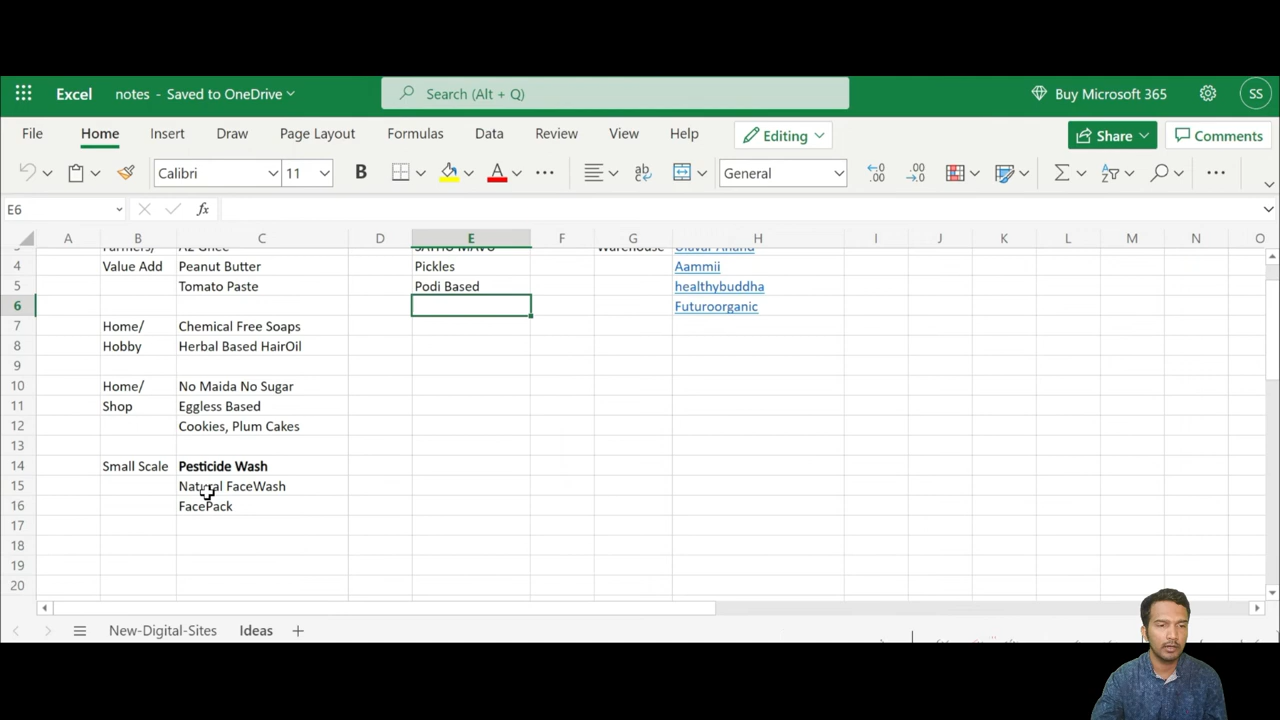 Excel notes - Saved to OneDrive Search (Alt + Q) Buy Microsoft 365 SS
File Home Insert Draw Page Layout Formulas Data Review View Help Editing Share Comments
Calibri 11 B A General
E6 fx
A B C D E F G H I J K L M N O
Warehouse
4 Value Add Peanut Butter Pickles Aammii
5 Tomato Paste Podi Based healthybuddha
6 Futuroorganic
7 Home/ Chemical Free Soaps
8 Hobby Herbal Based HairOil
9
10 Home/ No Maida No Sugar
11 Shop Eggless Based
12 Cookies, Plum Cakes
13
14 Small Scale Pesticide Wash
15 Natural FaceWash
16 FacePack
17
18
19
20
New-Digital-Sites Ideas